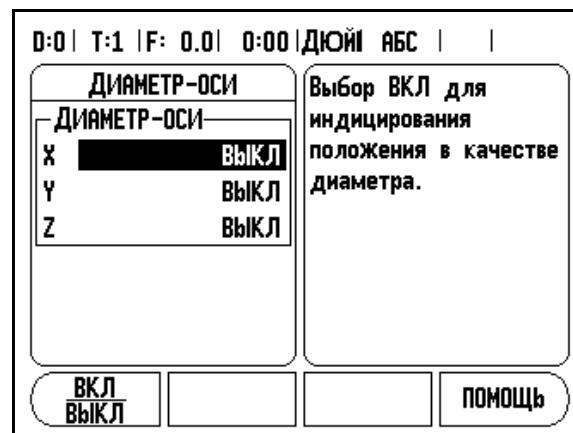 D:0 | T:1 | F: 0.0 | 0:00 | ДЮЙМ АБС | |
ДИАМЕТР-ОСИ
ДИАМЕТР-ОСИ
X ВЫКЛ
Y ВЫКЛ
Z ВЫКЛ
Выбор ВКЛ для
индицирования
положения в качестве
диаметра.
ВКЛ
ВЫКЛ
ПОМОЩЬ